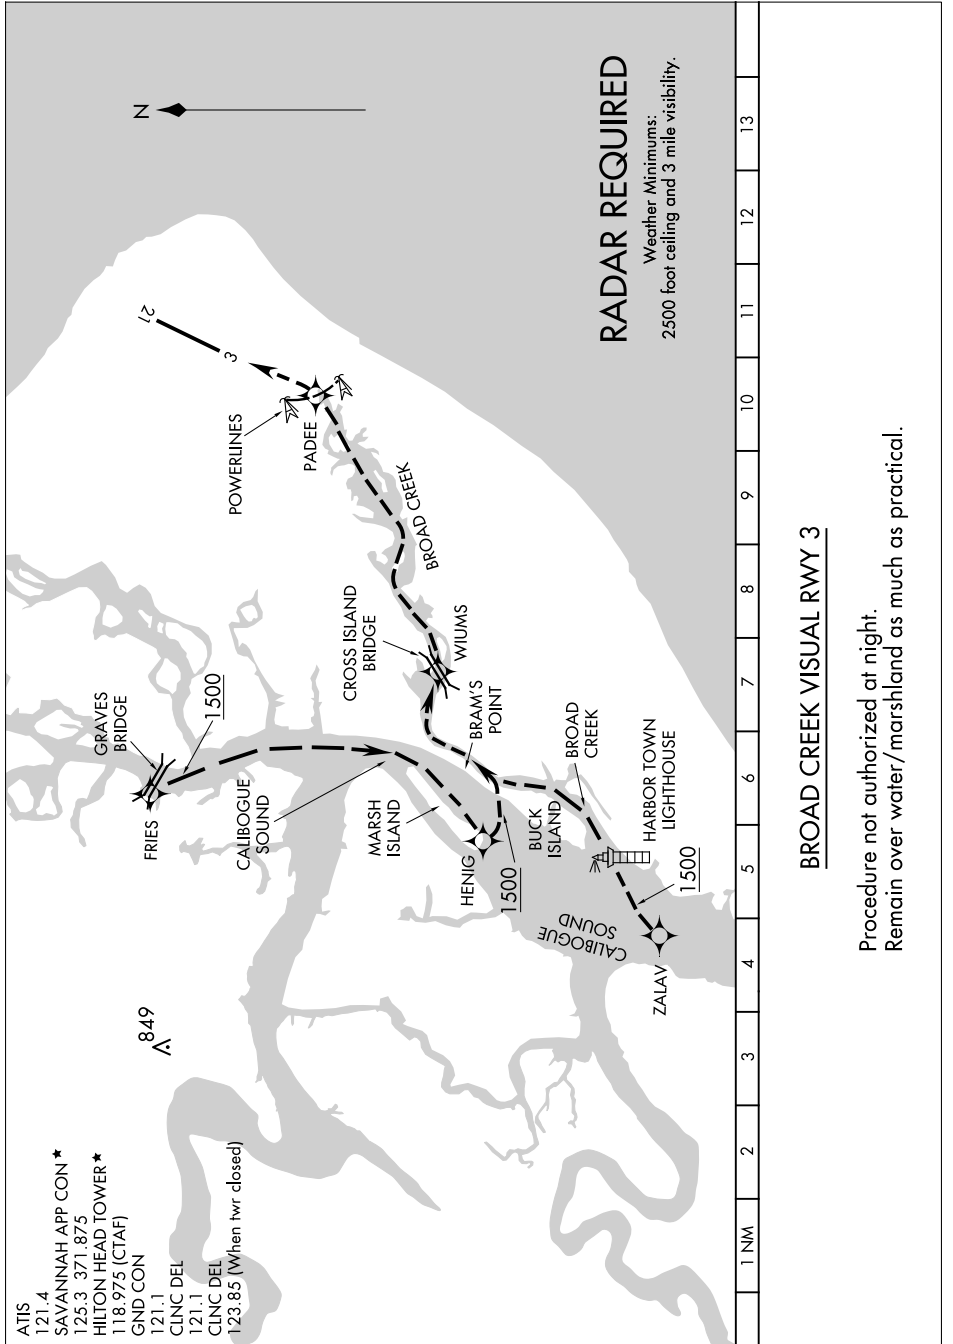 ATIS
121.4
SAVANNAH APP CON★
125.3 371.875
HILTON HEAD TOWER★
118.975 (CTAF)
GND CON
121.1
CLNC DEL
121.1
CLNC DEL
123.85 (When twr closed)
849
N
GRAVES
BRIDGE
FRIES
1500
CALIBOGUE
SOUND
MARSH
ISLAND
HENIG
1500
CROSS ISLAND
BRIDGE
WIUMS
BRAM'S
POINT
BUCK
ISLAND
BROAD
CREEK
HARBOR TOWN
LIGHTHOUSE
1500
CALIBOGUE
SOUND
ZALAV
POWERLINES
PADEE
BROAD CREEK
21
3
RADAR REQUIRED
Weather Minimums:
2500 foot ceiling and 3 mile visibility.
1 NM 2 3 4 5 6 7 8 9 10 11 12 13
BROAD CREEK VISUAL RWY 3
Procedure not authorized at night.
Remain over water/marshland as much as practical.